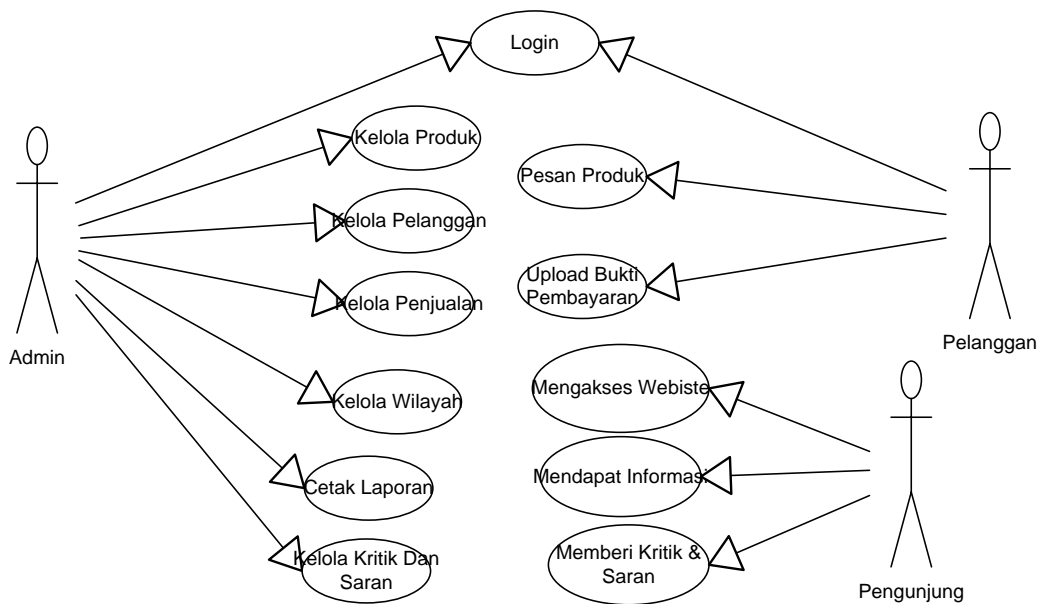 Login
Kelola Produk
Pesan Produk
Kelola Pelanggan
Upload Bukti
Pembayaran
Kelola Penjualan
Admin
Pelanggan
Mengakses Webiste
Kelola Wilayah
Mendapat Informasi
Cetak Laporan
Memberi Kritik &
Saran
Kelola Kritik Dan
Saran
Pengunjung